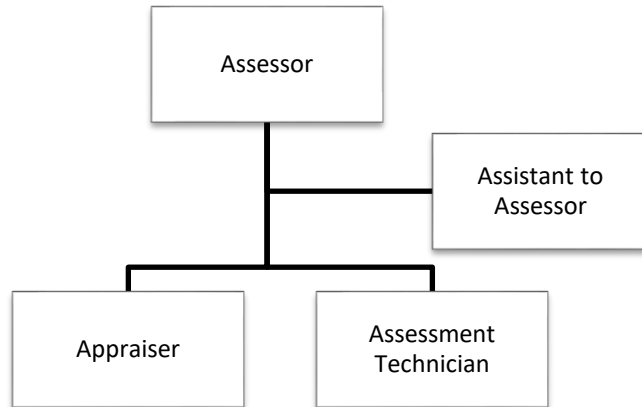 Assessor
Assistant to
Assessor
Appraiser
Assessment
Technician